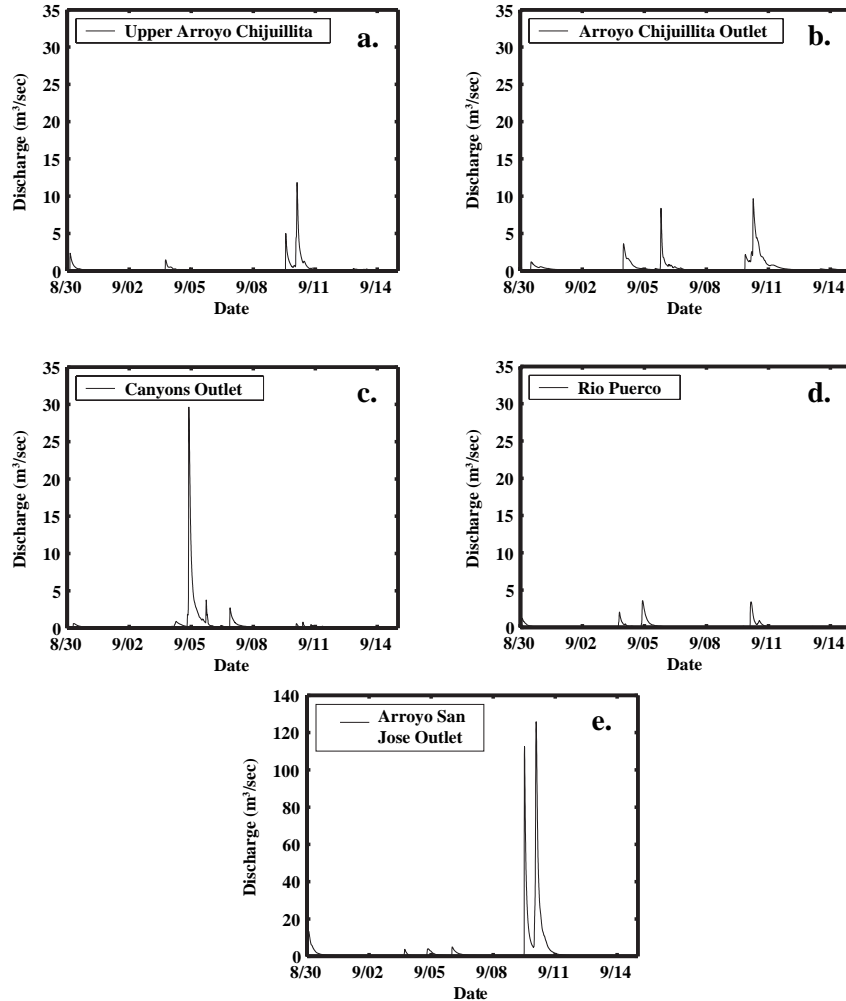 35
30
25
20
15
10
5
0
Discharge (m³/sec)
Upper Arroyo Chijuillita
a.
8/30 9/02 9/05 9/08 9/11 9/14
Date
35
30
25
20
15
10
5
0
Discharge (m³/sec)
Arroyo Chijuillita Outlet
b.
8/30 9/02 9/05 9/08 9/11 9/14
Date
35
30
25
20
15
10
5
0
Discharge (m³/sec)
Canyons Outlet
c.
8/30 9/02 9/05 9/08 9/11 9/14
Date
35
30
25
20
15
10
5
0
Discharge (m³/sec)
Rio Puerco
d.
8/30 9/02 9/05 9/08 9/11 9/14
Date
140
120
100
80
60
40
20
0
Discharge (m³/sec)
Arroyo San
Jose Outlet
e.
8/30 9/02 9/05 9/08 9/11 9/14
Date